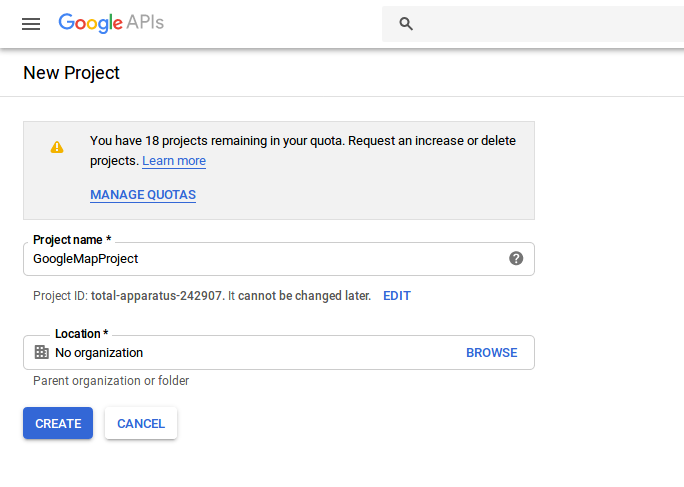 Google APIs
New Project
You have 18 projects remaining in your quota. Request an increase or delete
projects. Learn more
MANAGE QUOTAS
Project name *
GoogleMapProject
Project ID: total-apparatus-242907. It cannot be changed later. EDIT
Location *
No organization BROWSE
Parent organization or folder
CREATE CANCEL